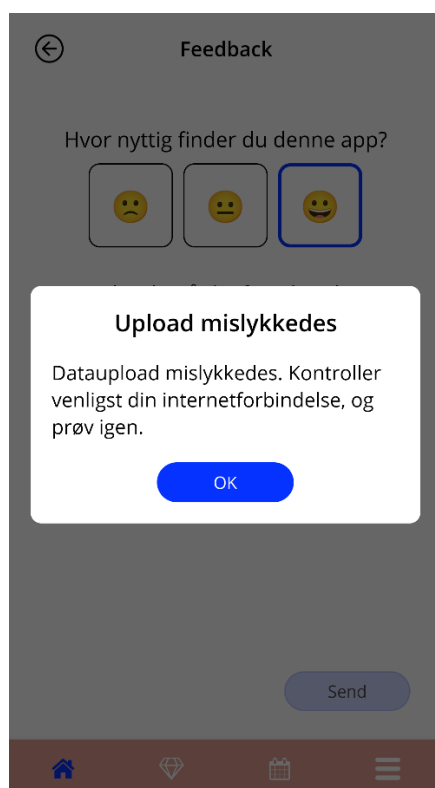 Feedback
Hvor nyttig finder du denne app?
Upload mislykkedes
Dataupload mislykkedes. Kontroller
venligst din internetforbindelse, og
prøv igen.
OK
Send